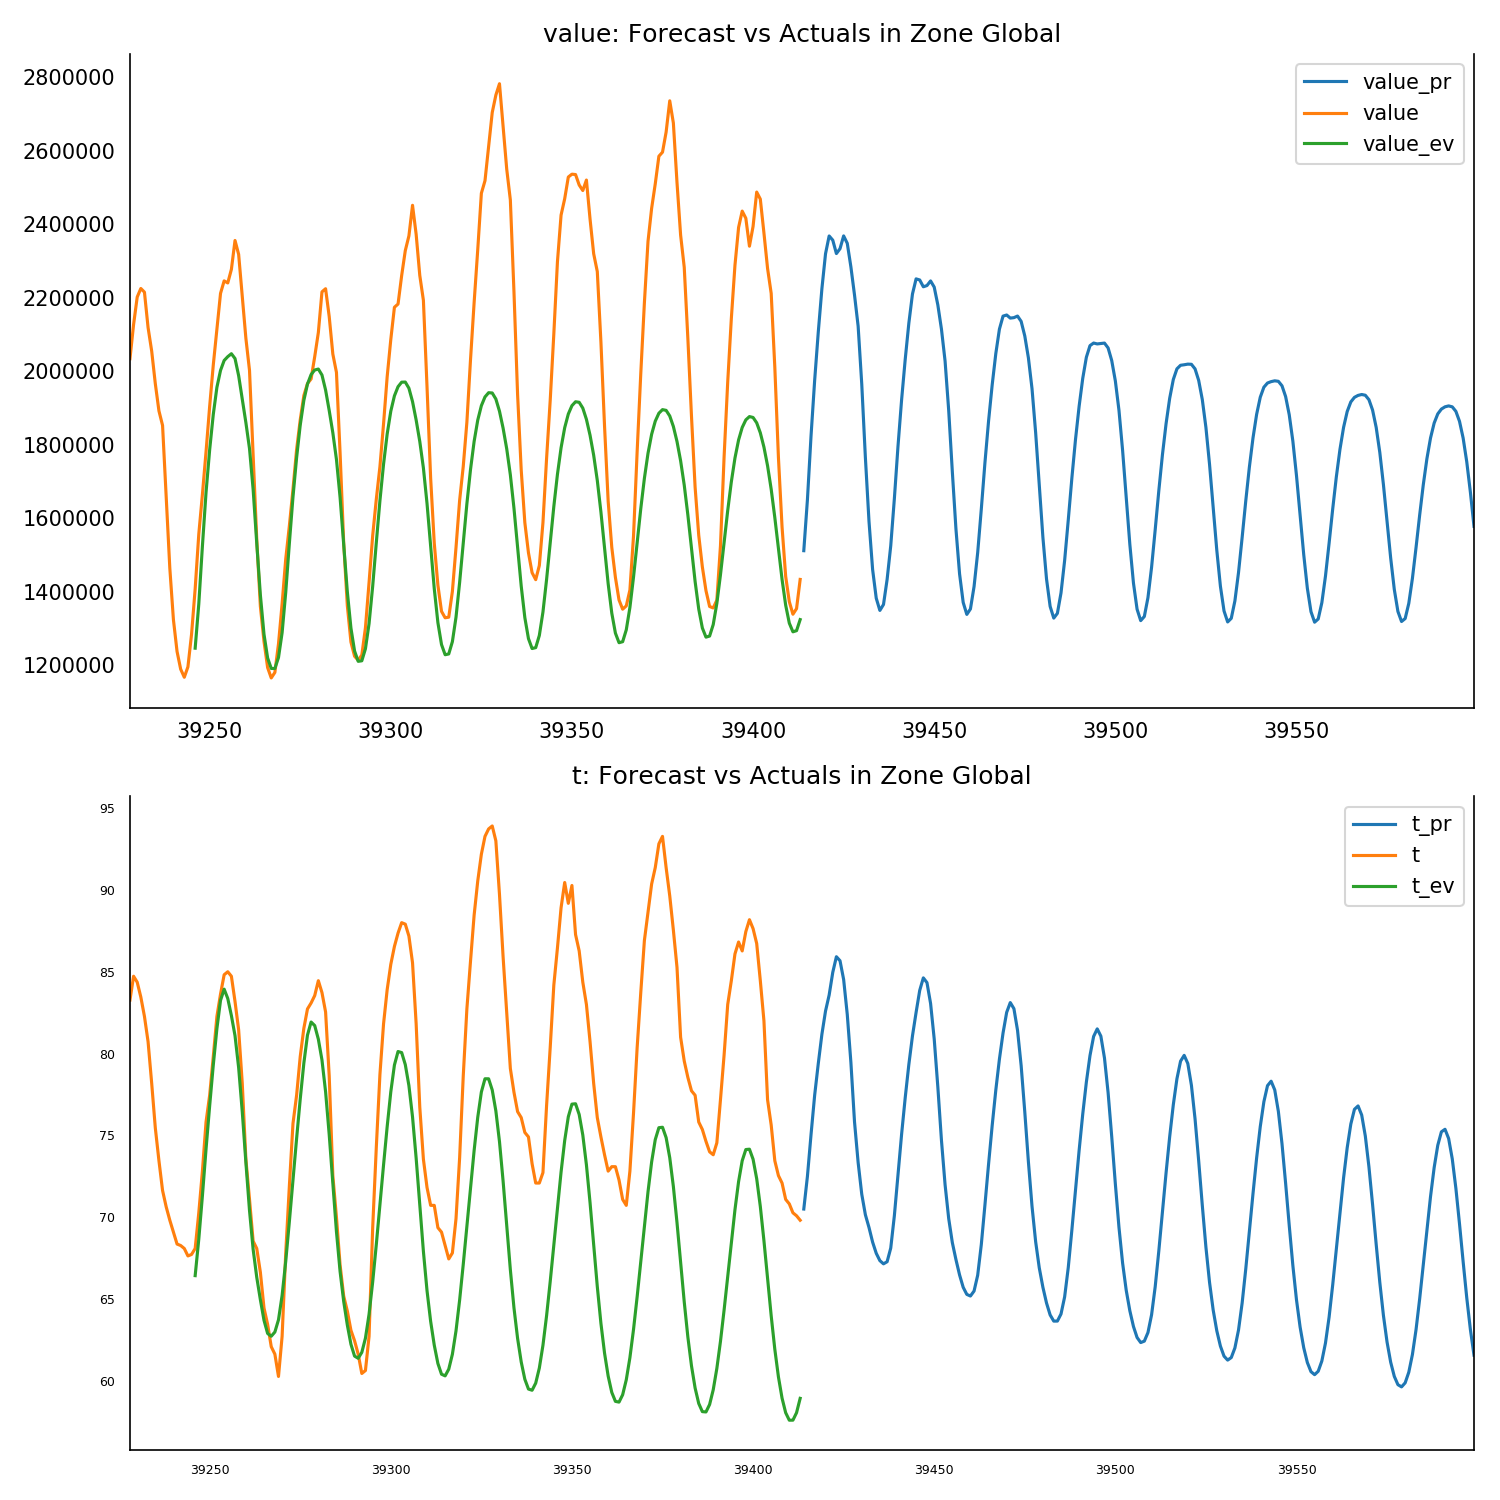 value: Forecast vs Actuals in Zone Global
2800000
2600000
2400000
2200000
2000000
1800000
1600000
1400000
1200000
value_pr
value
value_ev
39250 39300 39350 39400 39450 39500 39550
t: Forecast vs Actuals in Zone Global
95
90
85
80
75
70
65
60
t_pr
t
t_ev
39250 39300 39350 39400 39450 39500 39550